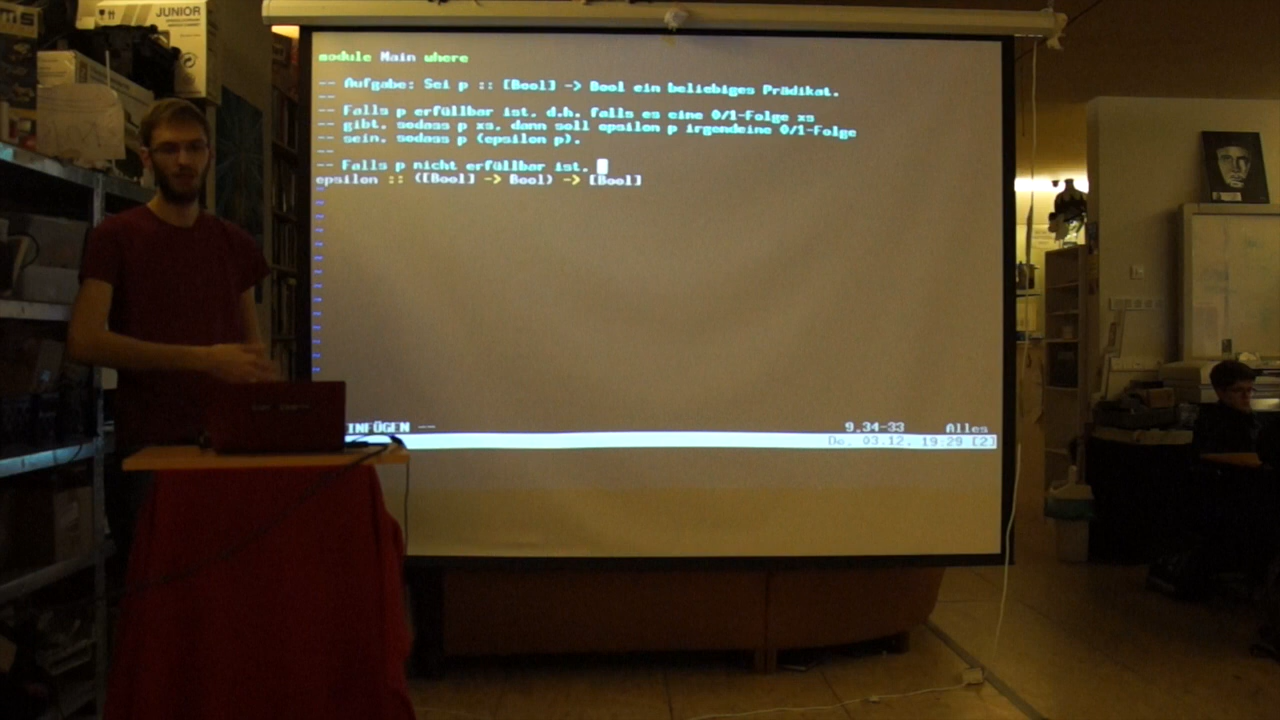 JUNIOR
module Main where
-- Aufgabe: Sei p :: [Bool] -> Bool ein beliebiges Prädikat.
--
-- Falls p erfüllbar ist, d.h. falls es eine 0/1-Folge xs
-- gibt, sodass p xs, dann soll epsilon p irgendeine 0/1-Folge
-- sein, sodass p (epsilon p).
--
-- Falls p nicht erfüllbar ist,
epsilon :: ([Bool] -> Bool) -> [Bool]
~
~
~
~
~
~
~
~
~
~
~
~
~
~
INFÜGEN -- 9,34-33 Alles
Do, 03.12. 19:29 [2]